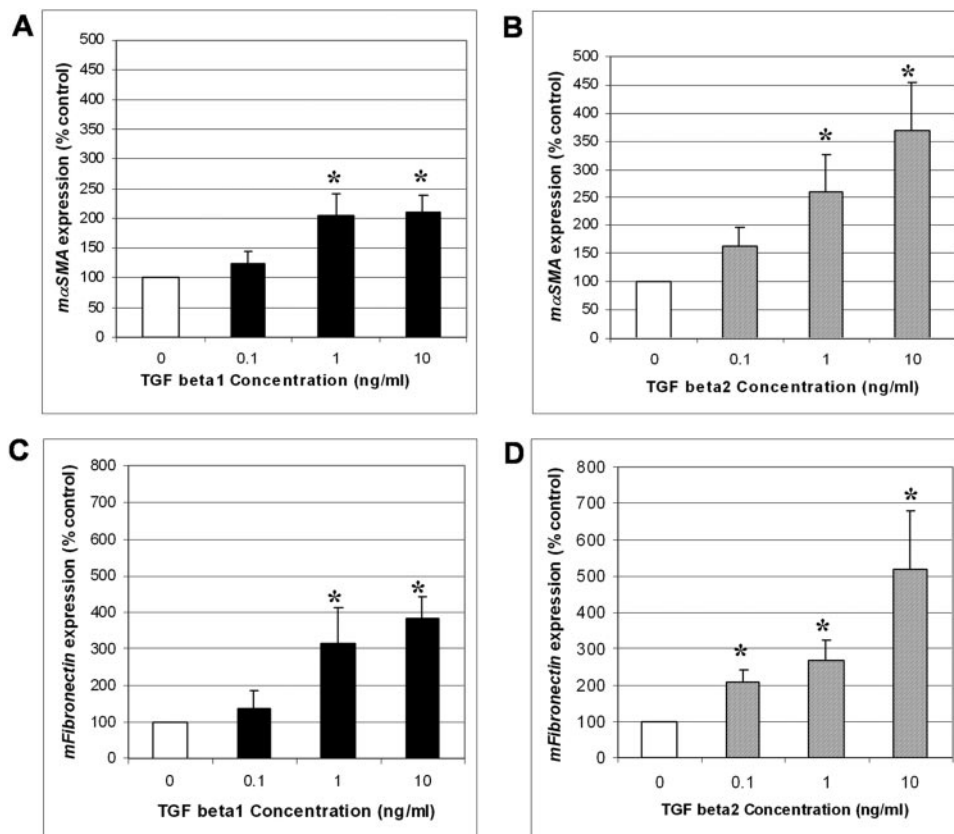 A
mαSMA expression (% control)
500
450
400
350
300
250
200
150
100
50
0
* *
0 0.1 1 10
TGF beta1 Concentration (ng/ml)
B
mαSMA expression (% control)
500
450
400
350
300
250
200
150
100
50
0
* *
0 0.1 1 10
TGF beta2 Concentration (ng/ml)
C
mFibronectin expression (% control)
800
700
600
500
400
300
200
100
0
* *
0 0.1 1 10
TGF beta1 Concentration (ng/ml)
D
mFibronectin expression (% control)
800
700
600
500
400
300
200
100
0
* * *
0 0.1 1 10
TGF beta2 Concentration (ng/ml)